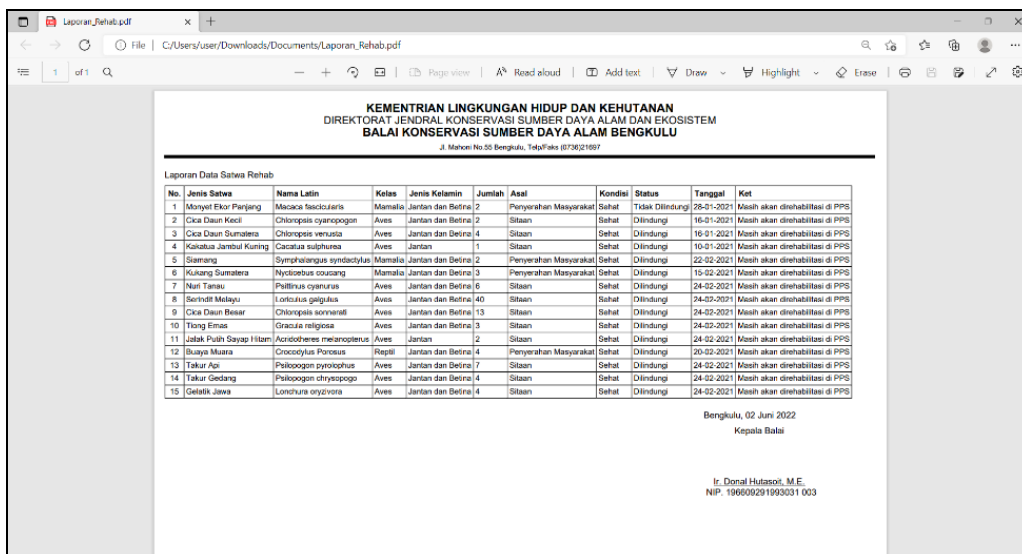 Laporan_Rehab.pdf
File | C:/Users/user/Downloads/Documents/Laporan_Rehab.pdf
1 of 1 Page view Read aloud Add text Draw Highlight Erase
KEMENTRIAN LINGKUNGAN HIDUP DAN KEHUTANAN
DIREKTORAT JENDRAL KONSERVASI SUMBER DAYA ALAM DAN EKOSISTEM
BALAI KONSERVASI SUMBER DAYA ALAM BENGKULU
Jl. Mahoni No.55 Bengkulu, Telp/Faks (0736)21697
Laporan Data Satwa Rehab
No. Jenis Satwa Nama Latin Kelas Jenis Kelamin Jumlah Asal Kondisi Status Tanggal Ket
1 Monyet Ekor Panjang Macaca fascicularis Mamalia Jantan dan Betina 2 Penyerahan Masyarakat Sehat Tidak Dilindungi 28-01-2021 Masih akan direhabilitasi di PPS
2 Cica Daun Kecil Chloropsis cyanopogon Aves Jantan dan Betina 2 Sitaan Sehat Dilindungi 16-01-2021 Masih akan direhabilitasi di PPS
3 Cica Daun Sumatera Chloropsis venusta Aves Jantan dan Betina 4 Sitaan Sehat Dilindungi 16-01-2021 Masih akan direhabilitasi di PPS
4 Kakatua Jambul Kuning Cacatua sulphurea Aves Jantan 1 Sitaan Sehat Dilindungi 10-01-2021 Masih akan direhabilitasi di PPS
5 Siamang Symphalangus syndactylus Mamalia Jantan dan Betina 2 Penyerahan Masyarakat Sehat Dilindungi 22-02-2021 Masih akan direhabilitasi di PPS
6 Kukang Sumatera Nycticebus coucang Mamalia Jantan dan Betina 3 Penyerahan Masyarakat Sehat Dilindungi 15-02-2021 Masih akan direhabilitasi di PPS
7 Nuri Tanau Psittinus cyanurus Aves Jantan dan Betina 6 Sitaan Sehat Dilindungi 24-02-2021 Masih akan direhabilitasi di PPS
8 Serindit Melayu Loriculus galgulus Aves Jantan dan Betina 40 Sitaan Sehat Dilindungi 24-02-2021 Masih akan direhabilitasi di PPS
9 Cica Daun Besar Chloropsis sonnerati Aves Jantan dan Betina 13 Sitaan Sehat Dilindungi 24-02-2021 Masih akan direhabilitasi di PPS
10 Tiong Emas Gracula religiosa Aves Jantan dan Betina 3 Sitaan Sehat Dilindungi 24-02-2021 Masih akan direhabilitasi di PPS
11 Jalak Putih Sayap Hitam Acridotheres melanopterus Aves Jantan 2 Sitaan Sehat Dilindungi 24-02-2021 Masih akan direhabilitasi di PPS
12 Buaya Muara Crocodylus Porosus Reptil Jantan dan Betina 4 Penyerahan Masyarakat Sehat Dilindungi 20-02-2021 Masih akan direhabilitasi di PPS
13 Takur Api Psilopogon pyrolophus Aves Jantan dan Betina 7 Sitaan Sehat Dilindungi 24-02-2021 Masih akan direhabilitasi di PPS
14 Takur Gedang Psilopogon chrysopogo Aves Jantan dan Betina 4 Sitaan Sehat Dilindungi 24-02-2021 Masih akan direhabilitasi di PPS
15 Gelatik Jawa Lonchura oryzivora Aves Jantan dan Betina 4 Sitaan Sehat Dilindungi 24-02-2021 Masih akan direhabilitasi di PPS
Bengkulu, 02 Juni 2022
Kepala Balai
Ir. Donal Hutasoit, M.E.
NIP. 196609291993031 003